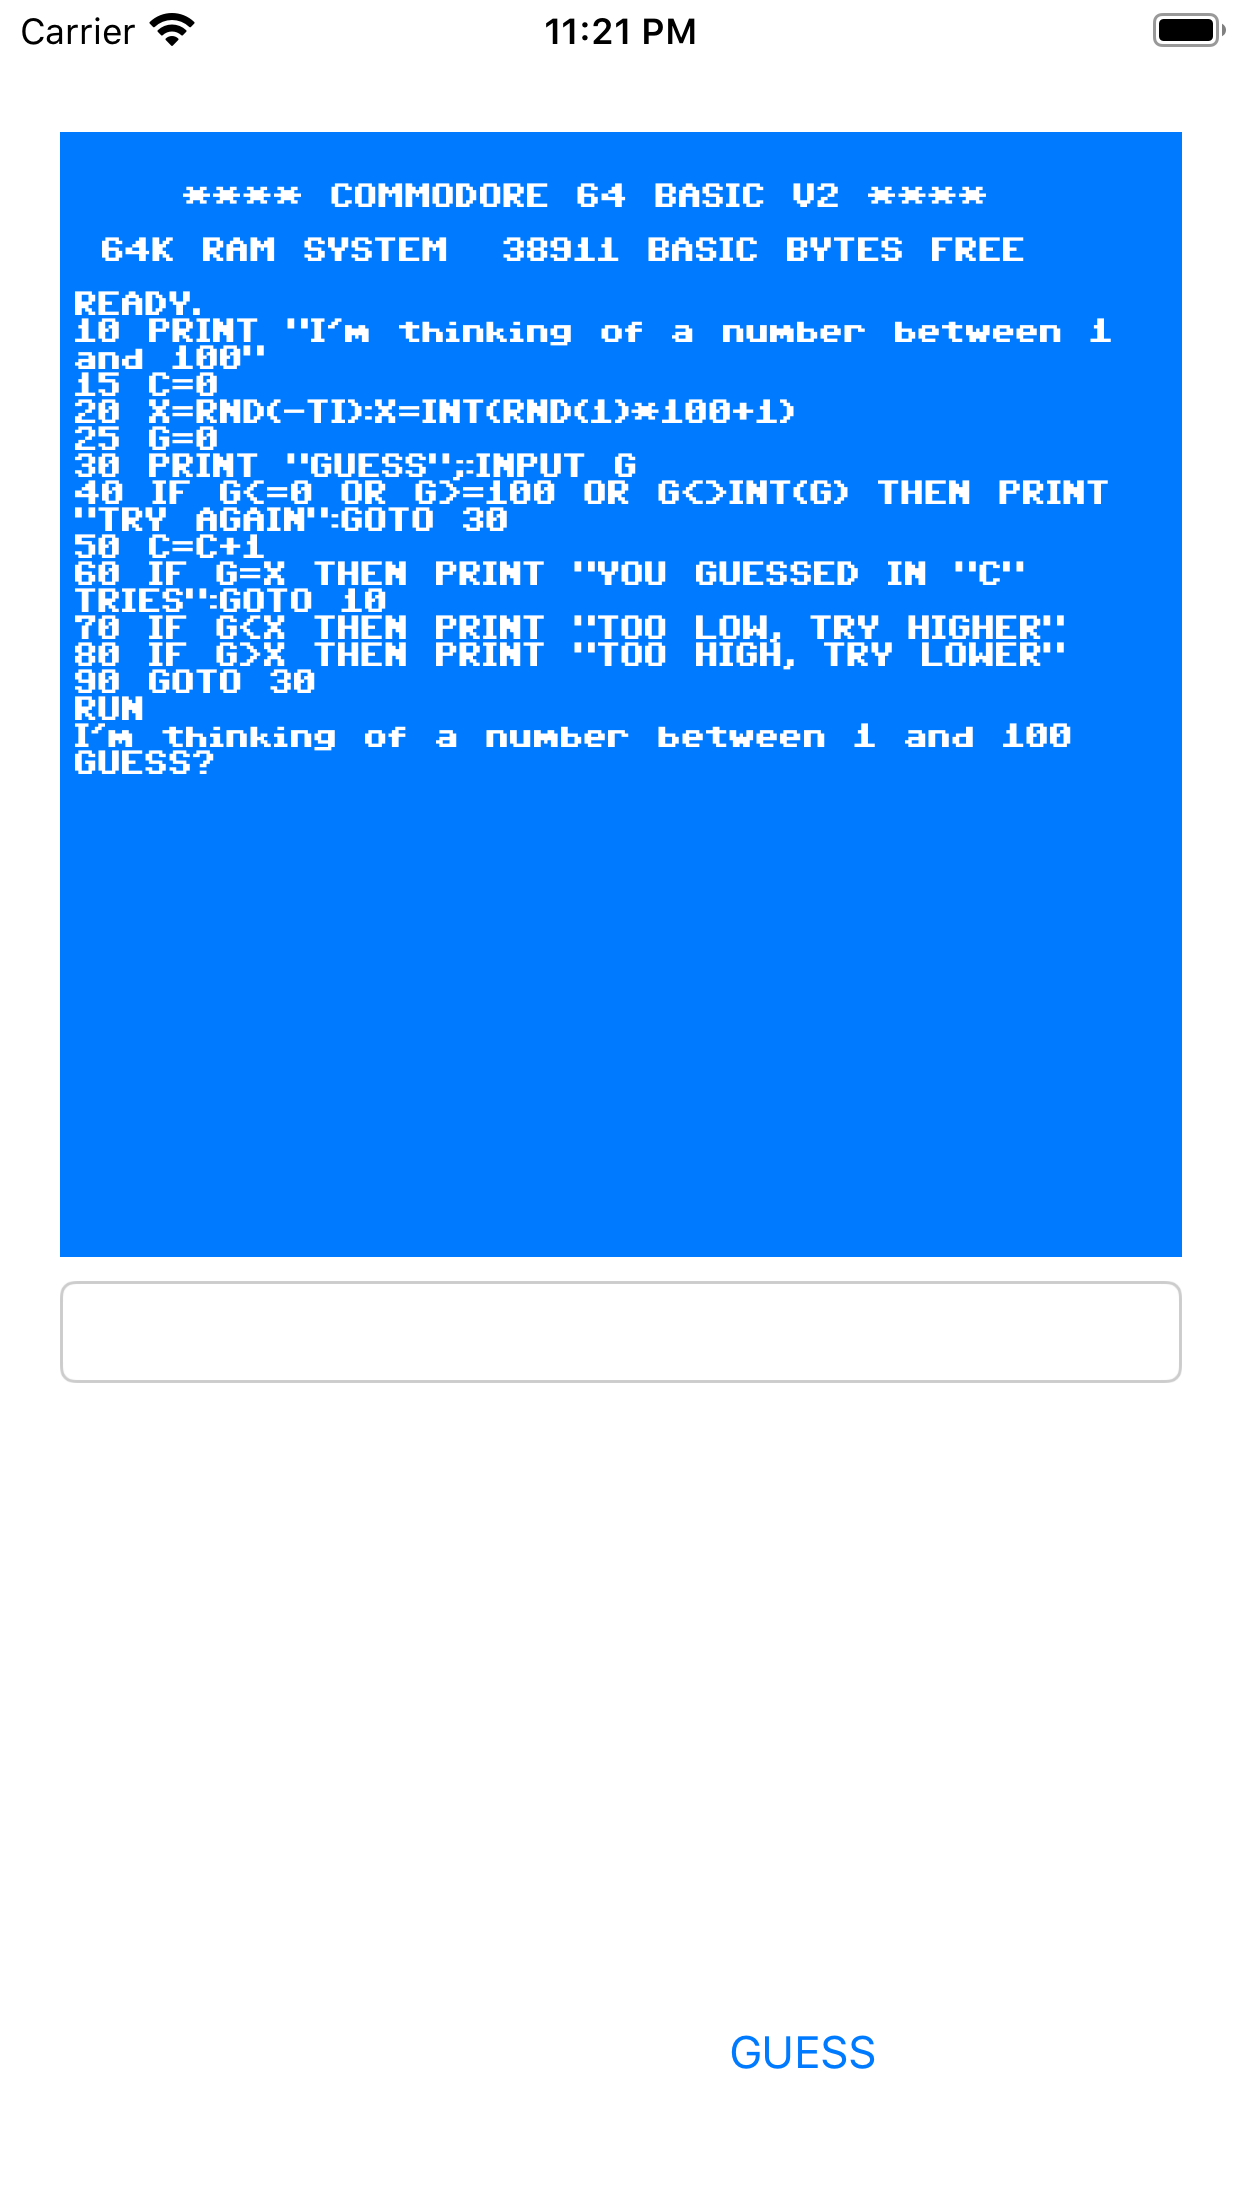 Carrier 11:21 PM
**** COMMODORE 64 BASIC V2 ****
64K RAM SYSTEM 38911 BASIC BYTES FREE
READY.
10 PRINT "I'm thinking of a number between 1
and 100"
15 C=0
20 X=RND(-TI):X=INT(RND(1)*100+1)
25 G=0
30 PRINT "GUESS";:INPUT G
40 IF G<=0 OR G>=100 OR G<>INT(G) THEN PRINT
"TRY AGAIN":GOTO 30
50 C=C+1
60 IF G=X THEN PRINT "YOU GUESSED IN "C"
TRIES":GOTO 10
70 IF G<X THEN PRINT "TOO LOW, TRY HIGHER"
80 IF G>X THEN PRINT "TOO HIGH, TRY LOWER"
90 GOTO 30
RUN
I'm thinking of a number between 1 and 100
GUESS?
GUESS